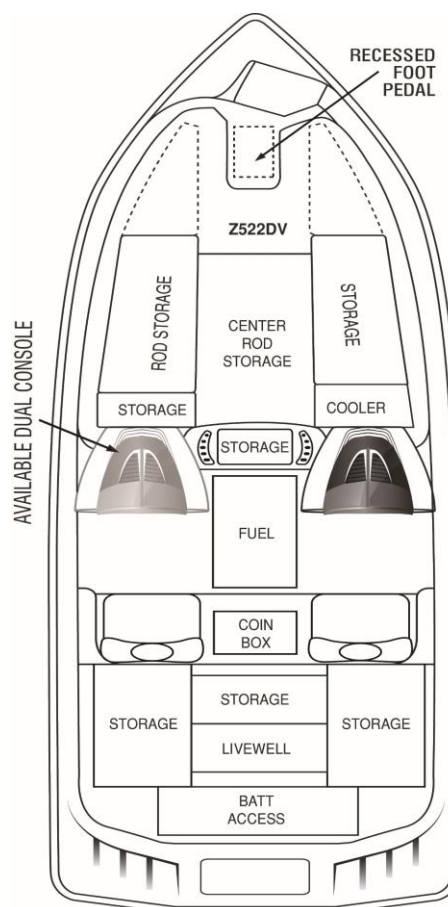 RECESSED
FOOT
PEDAL
Z522DV
ROD STORAGE
CENTER
ROD
STORAGE
STORAGE
AVAILABLE DUAL CONSOLE
STORAGE
COOLER
STORAGE
FUEL
COIN
BOX
STORAGE
STORAGE
STORAGE
LIVEWELL
BATT
ACCESS